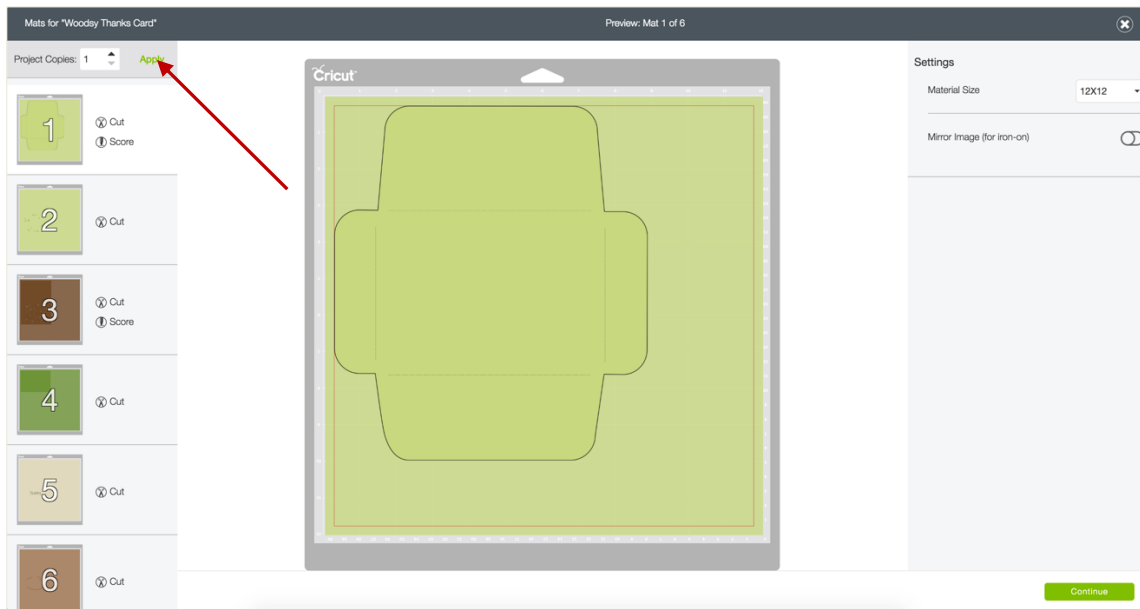 Mats for "Woodsy Thanks Card"
Preview: Mat 1 of 6
Project Copies: 1
Apply
Settings
Material Size
12X12
Mirror Image (for iron-on)
Cricut
1
Cut
Score
2
Cut
3
Cut
Score
4
Cut
5
Cut
6
Cut
Continue